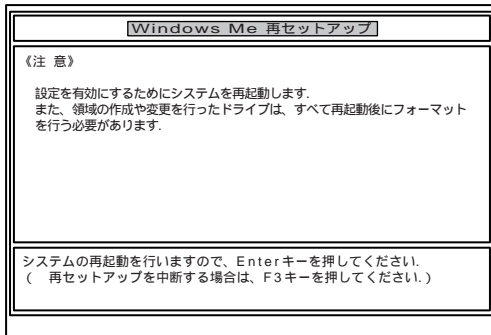 Windows Me 再セットアップ
《注 意》
設定を有効にするためにシステムを再起動します.
また、領域の作成や変更を行ったドライブは、すべて再起動後にフォーマット
を行う必要があります.
システムの再起動を行いますので、Enterキーを押してください.
( 再セットアップを中断する場合は、F3キーを押してください.)